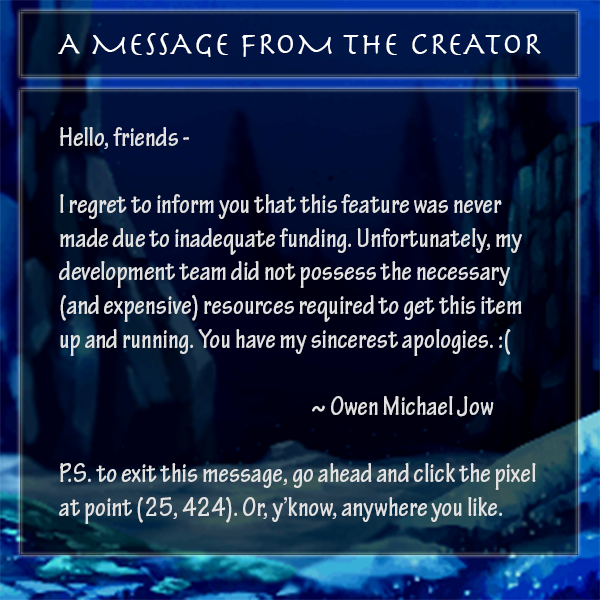 A MESSAGE FROM THE CREATOR
Hello, friends -
I regret to inform you that this feature was never
made due to inadequate funding. Unfortunately, my
development team did not possess the necessary
(and expensive) resources required to get this item
up and running. You have my sincerest apologies. :(
~ Owen Michael Jow
P.S. to exit this message, go ahead and click the pixel
at point (25, 424). Or, y'know, anywhere you like.